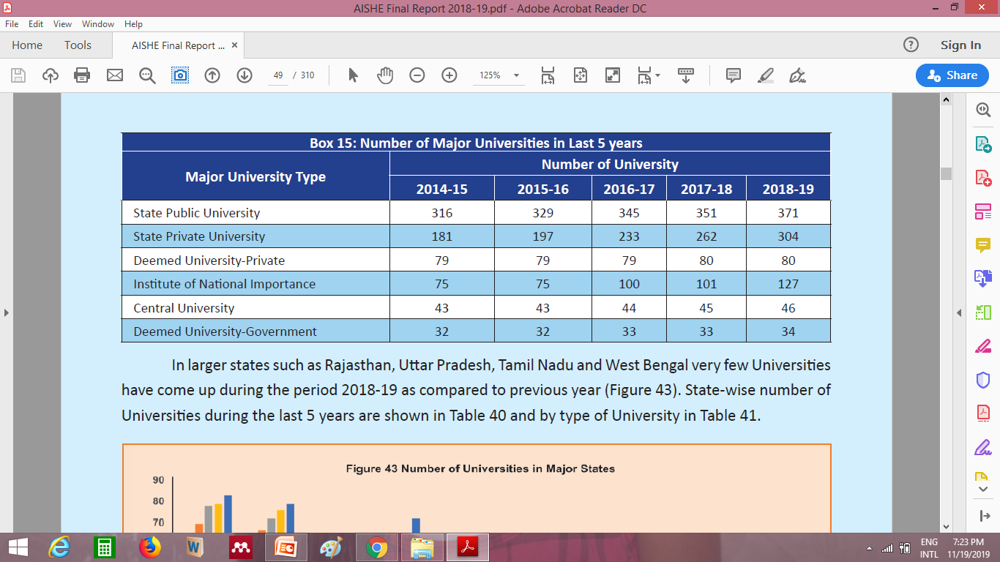 AISHE Final Report 2018-19.pdf - Adobe Acrobat Reader DC
File Edit View Window Help
Home Tools AISHE Final Report ... × ? Sign In
49 / 310 125% Share
Box 15: Number of Major Universities in Last 5 years
Major University Type Number of University
2014-15 2015-16 2016-17 2017-18 2018-19
State Public University 316 329 345 351 371
State Private University 181 197 233 262 304
Deemed University-Private 79 79 79 80 80
Institute of National Importance 75 75 100 101 127
Central University 43 43 44 45 46
Deemed University-Government 32 32 33 33 34
In larger states such as Rajasthan, Uttar Pradesh, Tamil Nadu and West Bengal very few Universities
have come up during the period 2018-19 as compared to previous year (Figure 43). State-wise number of
Universities during the last 5 years are shown in Table 40 and by type of University in Table 41.
Figure 43 Number of Universities in Major States
90
80
70
ENG 7:23 PM
INTL 11/19/2019